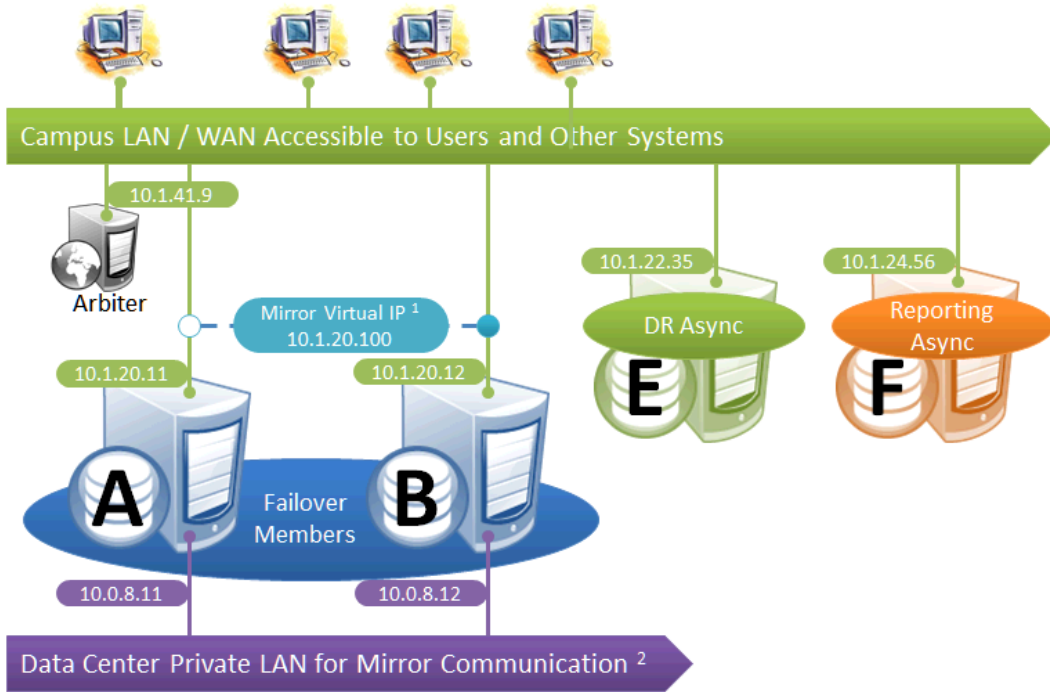 Campus LAN / WAN Accessible to Users and Other Systems
10.1.41.9
Arbiter
Mirror Virtual IP 1
10.1.20.100
10.1.22.35
DR Async
E
10.1.24.56
Reporting
Async
F
10.1.20.11
10.1.20.12
A
B
Failover
Members
10.0.8.11
10.0.8.12
Data Center Private LAN for Mirror Communication 2